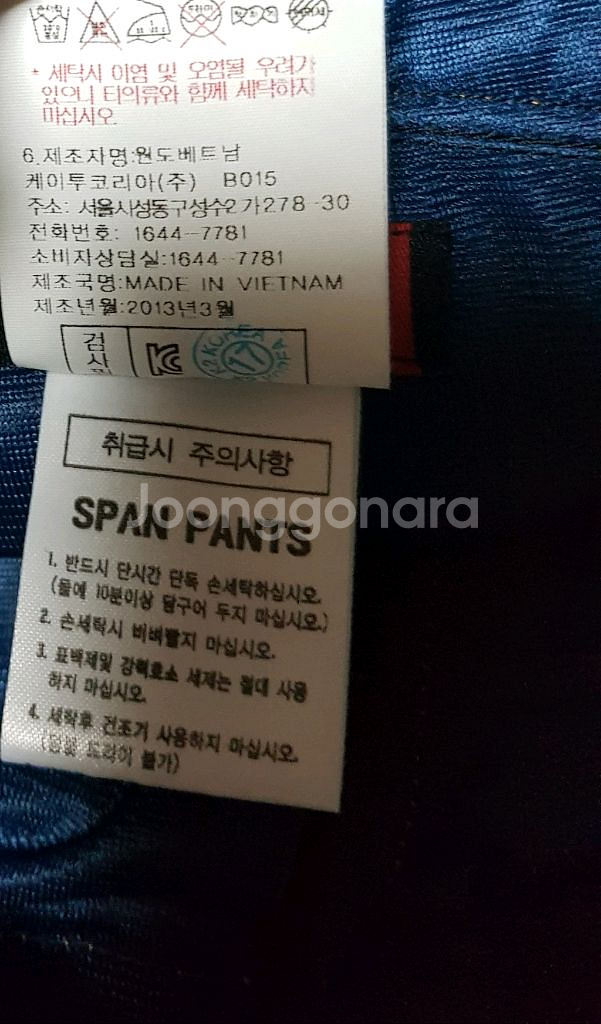 * 세탁시 이염 및 오염될 우려가
있으니 타의류와 함께 세탁하지
마십시오.
6.제조자명:원도베트남
케이투코리아(주) B015
주소: 서울시성동구성수2가278-30
전화번호: 1644-7781
소비자상담실:1644-7781
제조국명:MADE IN VIETNAM
제조년월:2013년3월
검사
취급시 주의사항
SPAN PANTS
Joonggonara
1. 반드시 단시간 단독 손세탁하십시오.
(물에 10분이상 담구어 두지 마십시오.)
2. 손세탁시 비벼빨지 마십시오.
3. 표백제및 강력효소 세제는 절대 사용
하지 마십시오.
4. 세탁후 건조기 사용하지 마십시오.
드라이 불가)